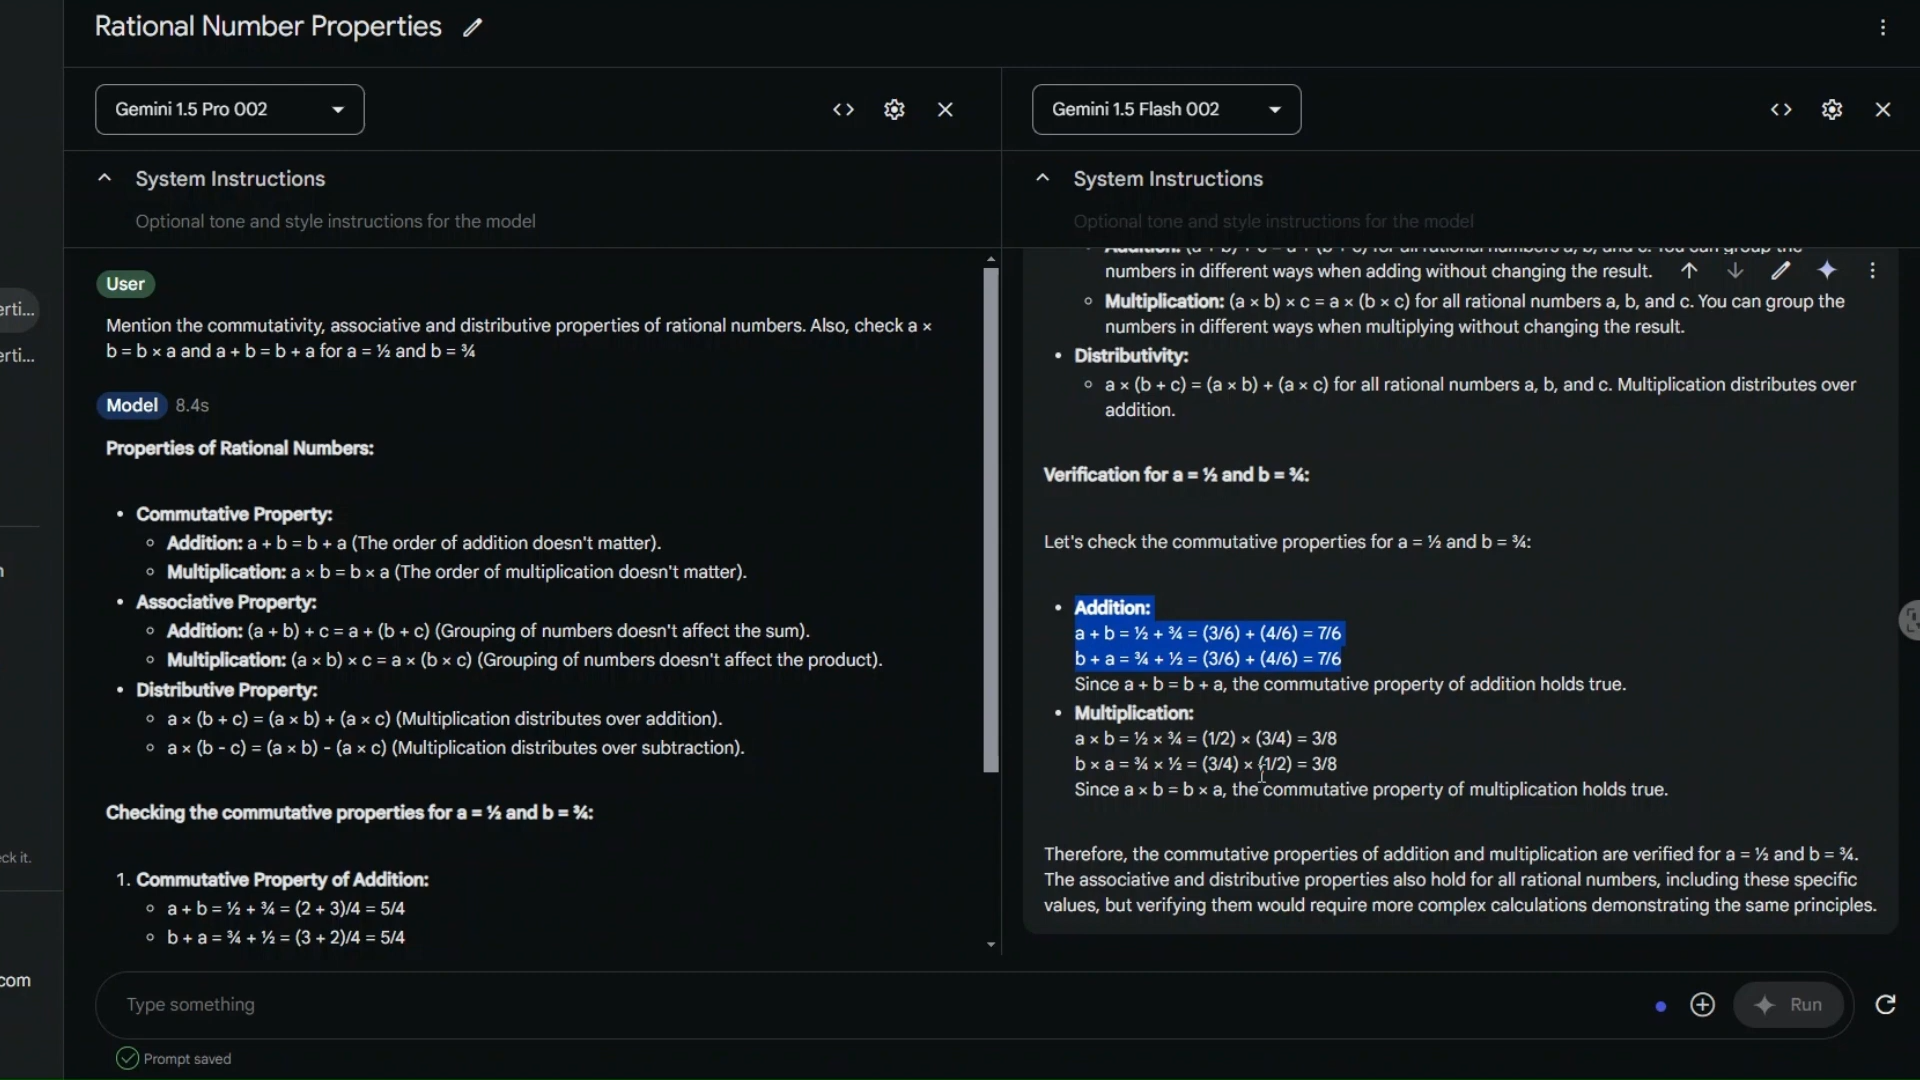 Rational Number Properties
Gemini 1.5 Pro 002
System Instructions
Optional tone and style instructions for the model
User
Mention the commutativity, associative and distributive properties of rational numbers. Also, check a ×
b = b × a and a + b = b + a for a = ½ and b = ¾
Model 8.4s
Properties of Rational Numbers:
• Commutative Property:
Addition: a + b = b + a (The order of addition doesn't matter).
Multiplication: a × b = b × a (The order of multiplication doesn't matter).
• Associative Property:
Addition: (a + b) + c = a + (b + c) (Grouping of numbers doesn't affect the sum).
Multiplication: (a × b) × c = a × (b × c) (Grouping of numbers doesn't affect the product).
• Distributive Property:
a × (b + c) = (a × b) + (a × c) (Multiplication distributes over addition).
a × (b - c) = (a × b) - (a × c) (Multiplication distributes over subtraction).
Checking the commutative properties for a = ½ and b = ¾:
1. Commutative Property of Addition:
a + b = ½ + ¾ = (2 + 3)/4 = 5/4
b + a = ¾ + ½ = (3 + 2)/4 = 5/4
Gemini 1.5 Flash 002
System Instructions
Optional tone and style instructions for the model
Addition: (a + b) + c = a + (b + c) for all rational numbers a, b, and c. You can group the
numbers in different ways when adding without changing the result.
Multiplication: (a × b) × c = a × (b × c) for all rational numbers a, b, and c. You can group the
numbers in different ways when multiplying without changing the result.
• Distributivity:
a × (b + c) = (a × b) + (a × c) for all rational numbers a, b, and c. Multiplication distributes over
addition.
Verification for a = ½ and b = ¾:
Let's check the commutative properties for a = ½ and b = ¾:
• Addition:
a + b = ½ + ¾ = (3/6) + (4/6) = 7/6
b + a = ¾ + ½ = (3/6) + (4/6) = 7/6
Since a + b = b + a, the commutative property of addition holds true.
• Multiplication:
a × b = ½ × ¾ = (1/2) × (3/4) = 3/8
b × a = ¾ × ½ = (3/4) × (1/2) = 3/8
Since a × b = b × a, the commutative property of multiplication holds true.
Therefore, the commutative properties of addition and multiplication are verified for a = ½ and b = ¾.
The associative and distributive properties also hold for all rational numbers, including these specific
values, but verifying them would require more complex calculations demonstrating the same principles.
erti...
erti...
n
ck it.
com
Type something
Run
Prompt saved